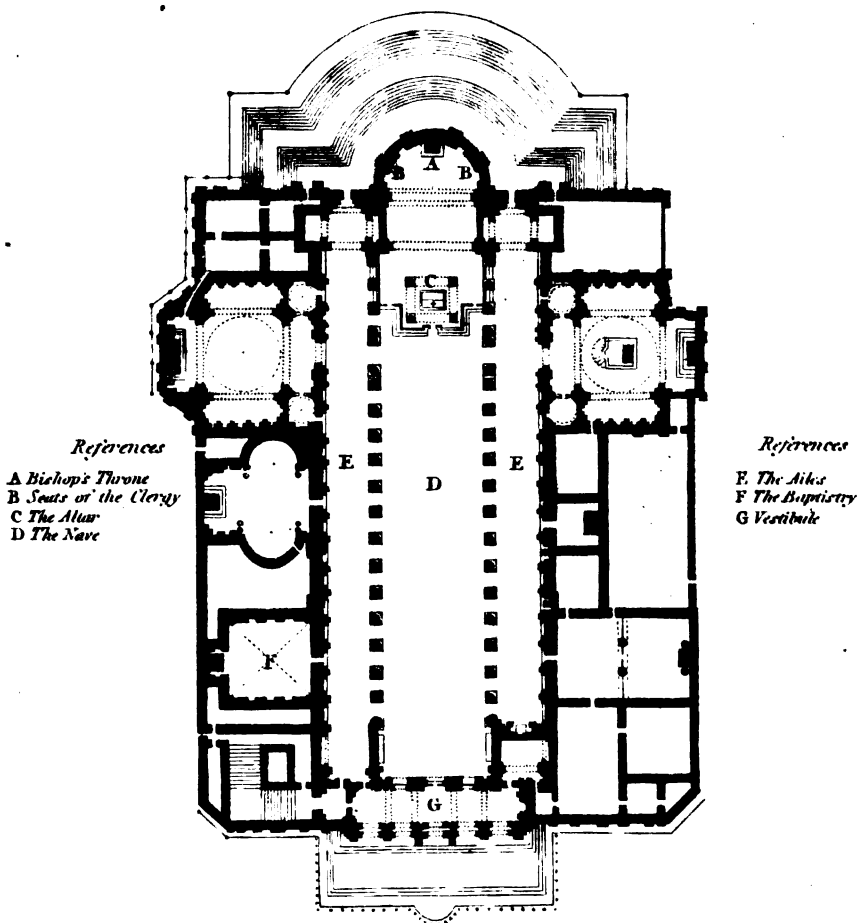 A
B
B
C
E
D
E
F
G
References
A Bishop's Throne
B Seats of the Clergy
C The Altar
D The Nave
References
E The Ailes
F The Baptistry
G Vestibule